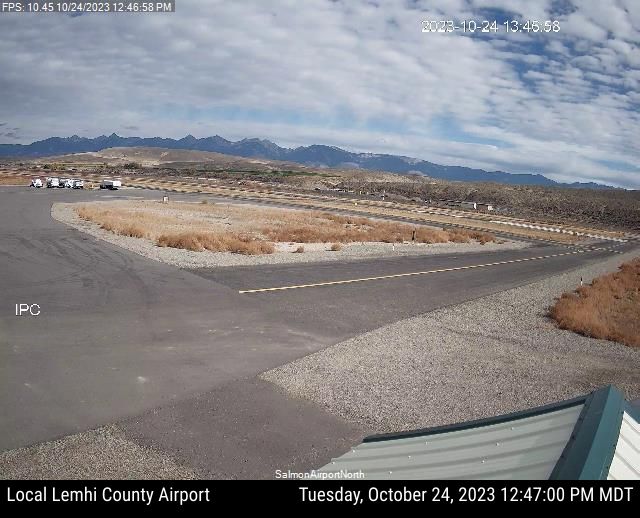 FPS: 10.45 10/24/2023 12:46:58 PM
2023-10-24 13:45:58
IPC
SalmonAirportNorth
Local Lemhi County Airport Tuesday, October 24, 2023 12:47:00 PM MDT